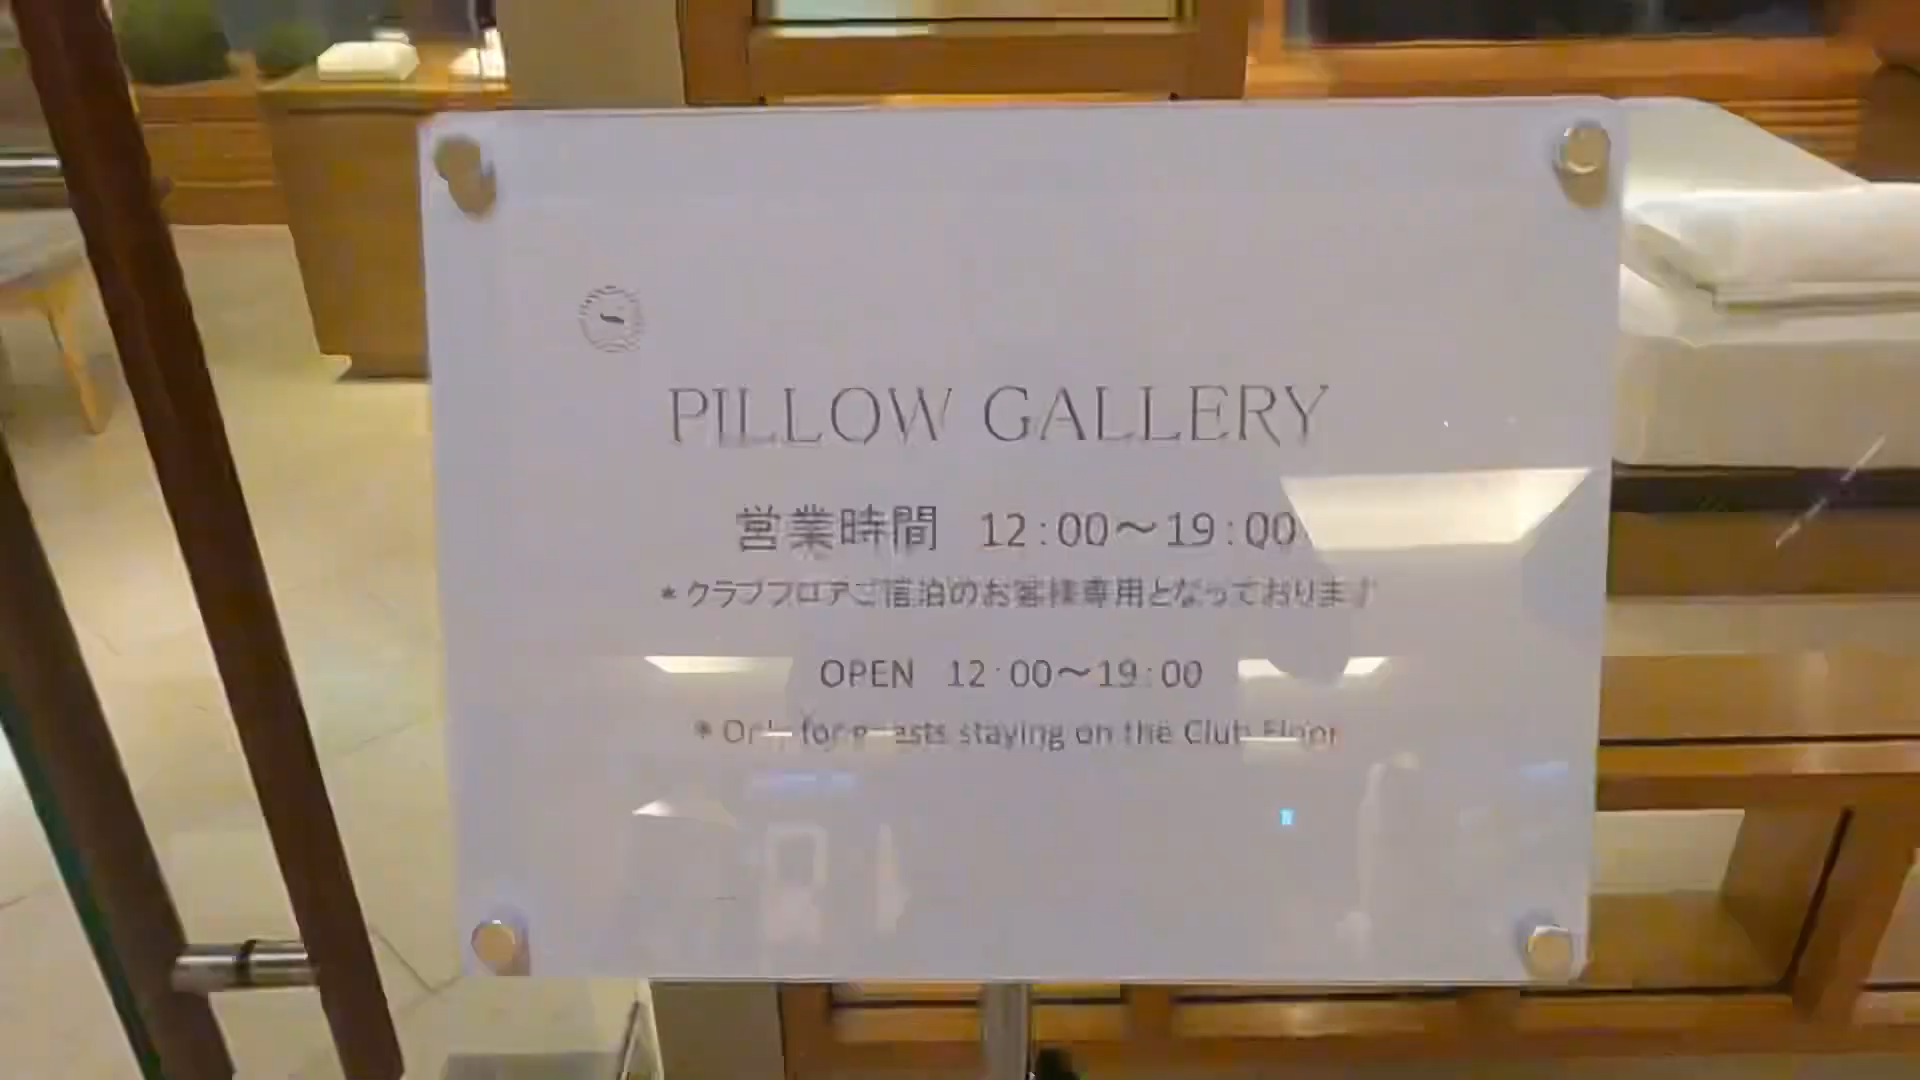 PILLOW GALLERY
営業時間 12:00～19:00
*クラブフロアご宿泊のお客様専用となっております
OPEN 12:00～19:00
* Only for guests staying on the Club Floor